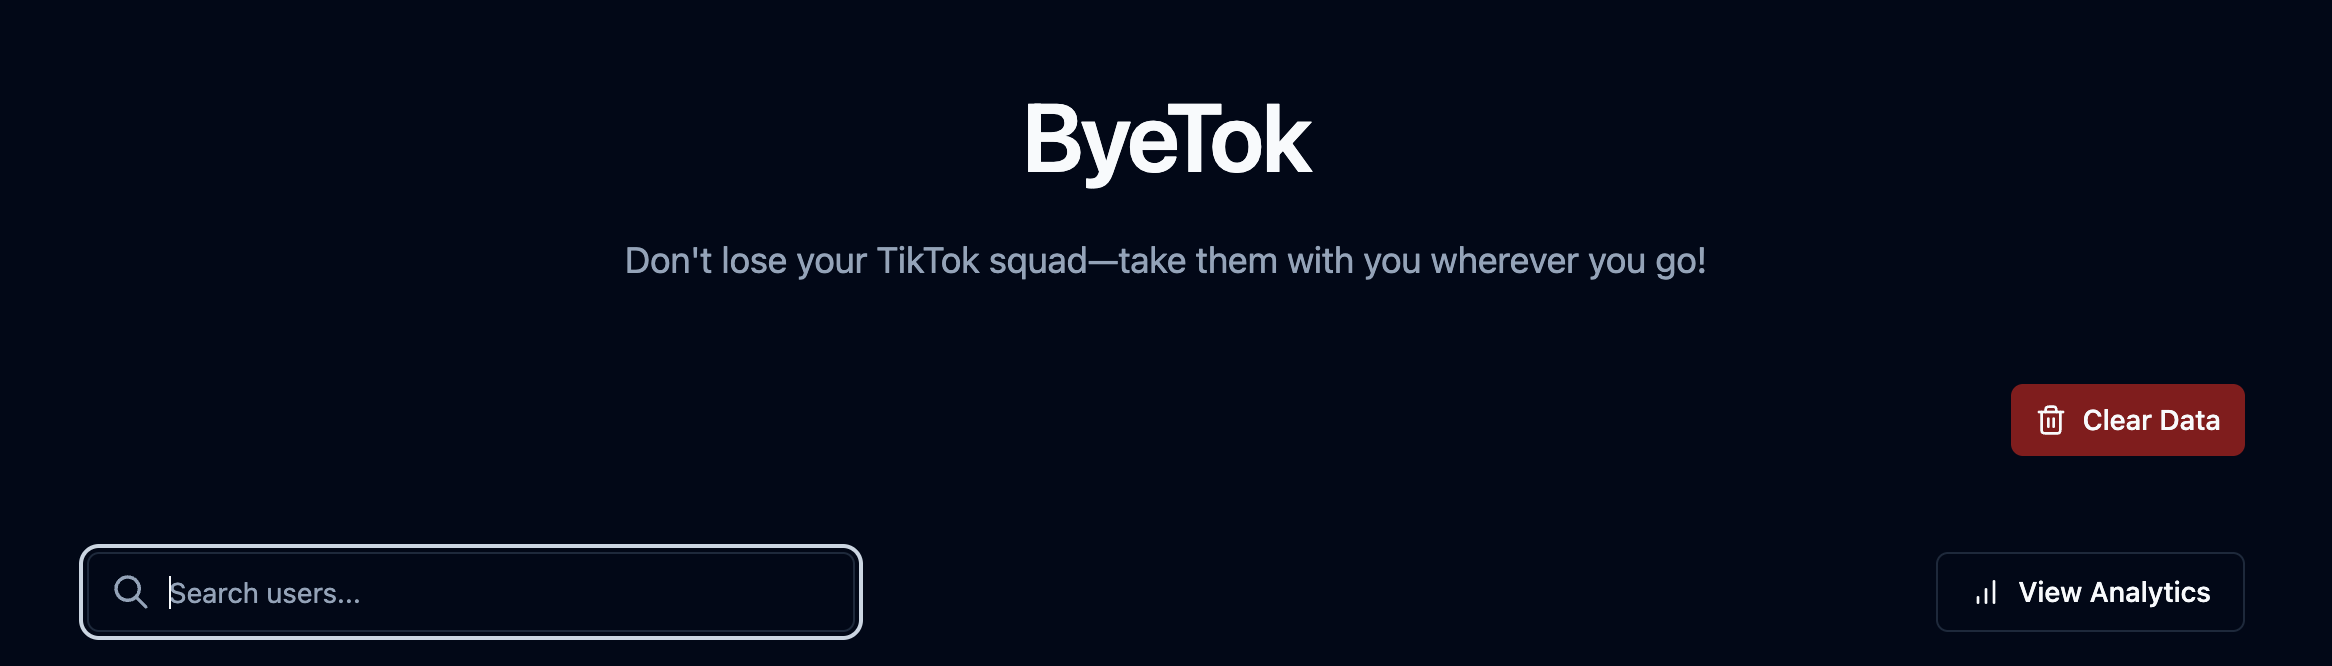 ByeTok
Don't lose your TikTok squad—take them with you wherever you go!
Clear Data
Search users...
View Analytics